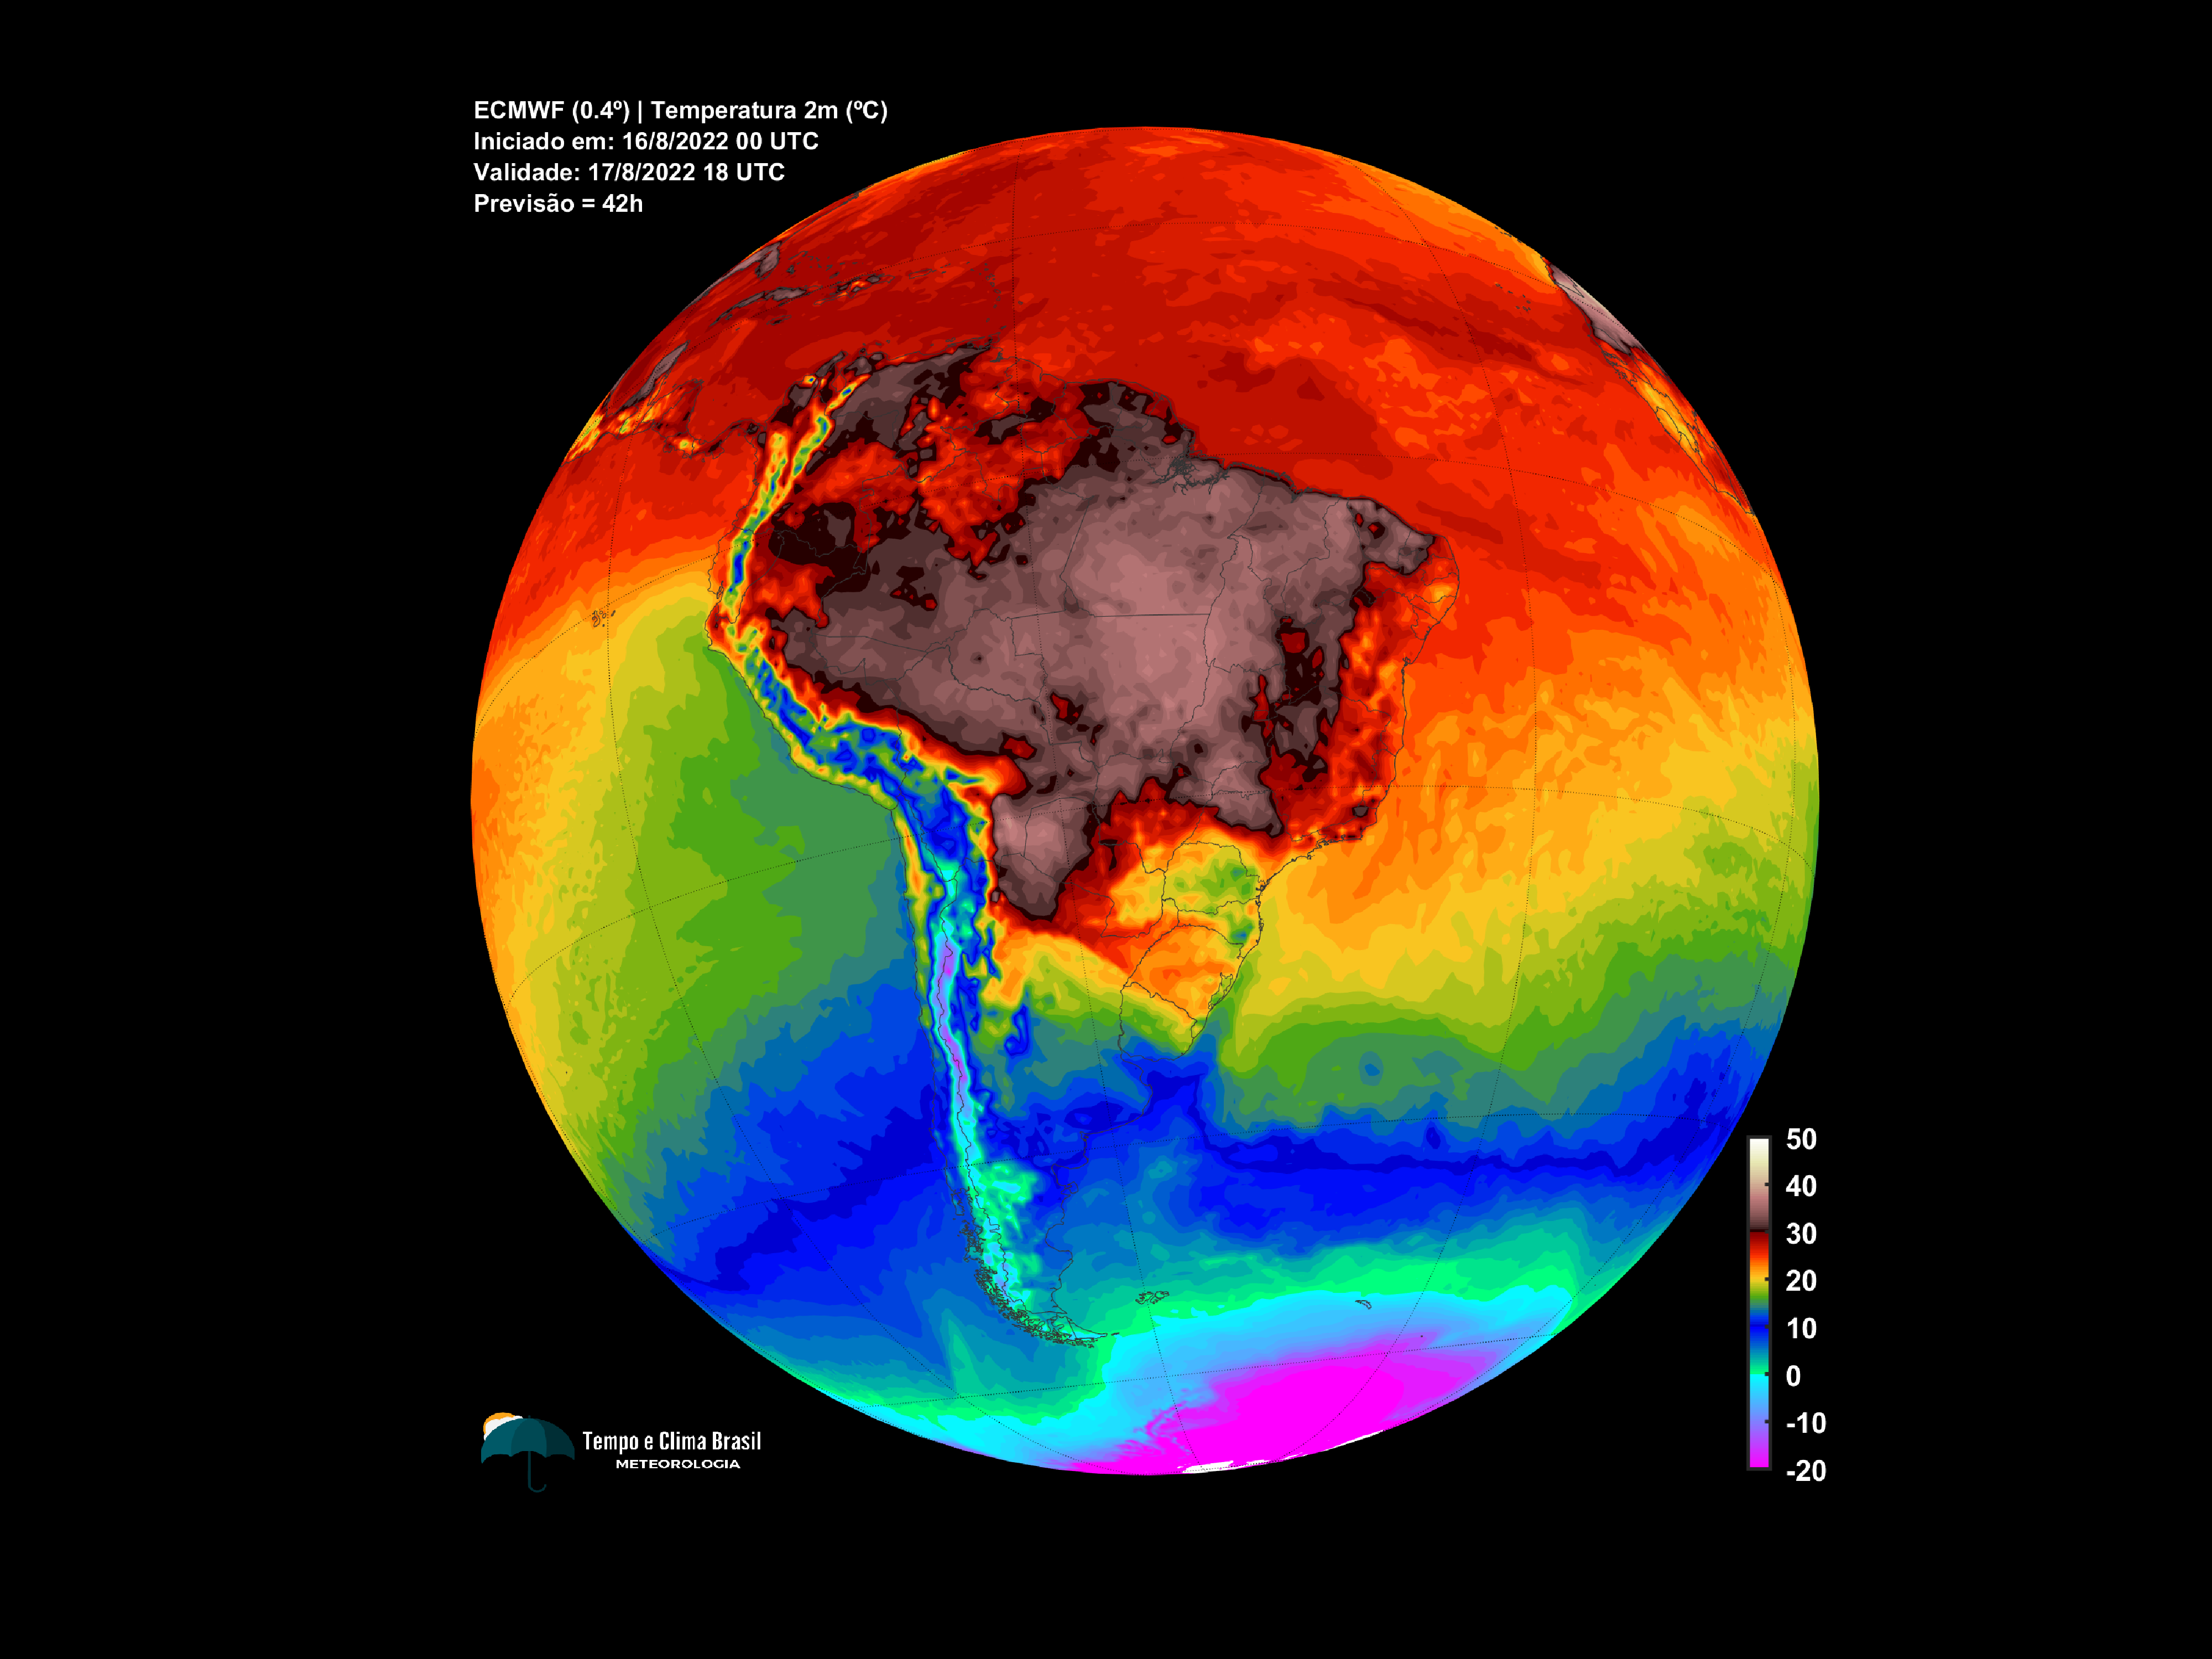 ECMWF (0.4º) | Temperatura 2m (ºC)
Iniciado em: 16/8/2022 00 UTC
Validade: 17/8/2022 18 UTC
Previsão = 42h
50
40
30
20
10
0
-10
-20
Tempo e Clima Brasil
METEOROLOGIA